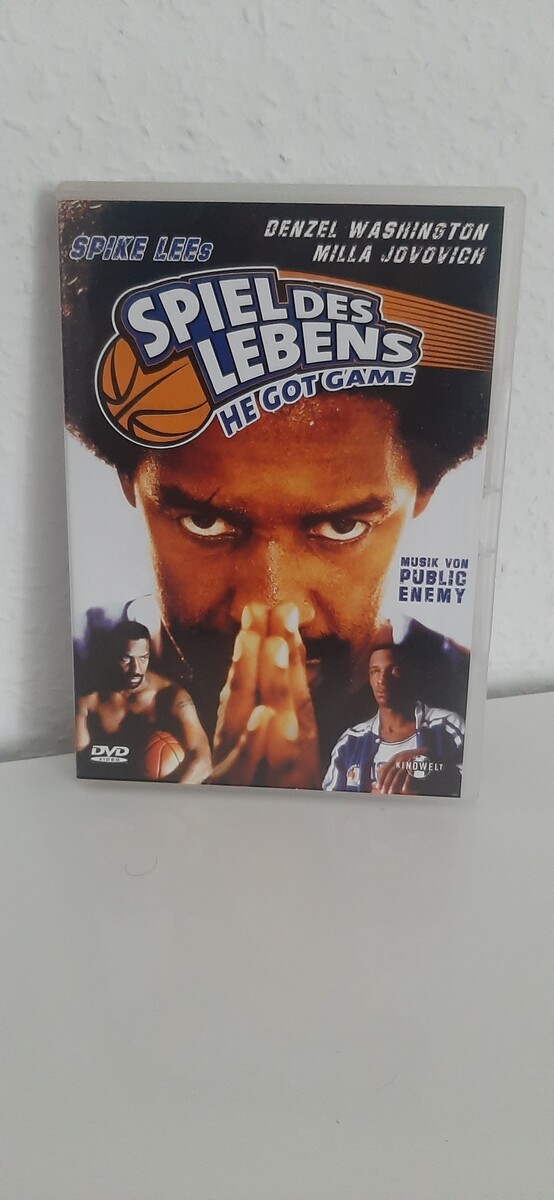 SPIKE LEEs
DENZEL WASHINGTON
MILLA JOVOVICH
SPIEL DES
LEBENS
HE GOT GAME
MUSIK VON
PUBLIC
ENEMY
DVD
VIDEO
KINOWELT